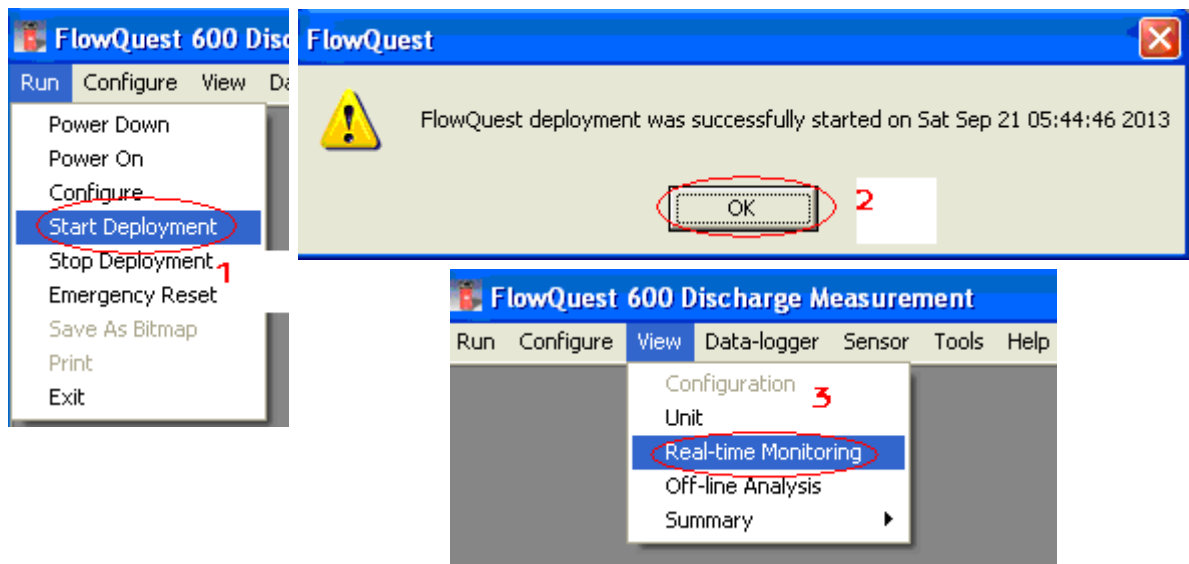 FlowQuest 600 Disc
Run Configure View Da
Power Down
Power On
Configure
Start Deployment
Stop Deployment
1
Emergency Reset
Save As Bitmap
Print
Exit
FlowQuest
FlowQuest deployment was successfully started on Sat Sep 21 05:44:46 2013
OK
2
FlowQuest 600 Discharge Measurement
Run Configure View Data-logger Sensor Tools Help
Configuration
3
Unit
Real-time Monitoring
Off-line Analysis
Summary